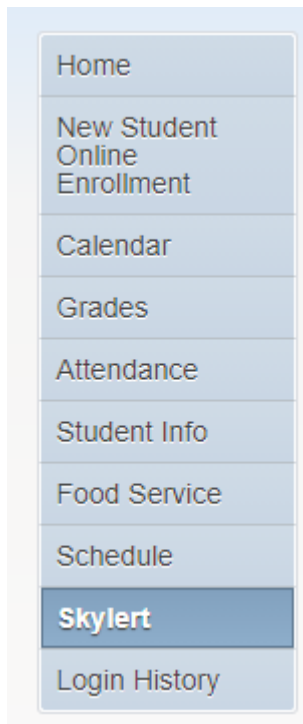 Home
New Student
Online
Enrollment
Calendar
Grades
Attendance
Student Info
Food Service
Schedule
Skylert
Login History